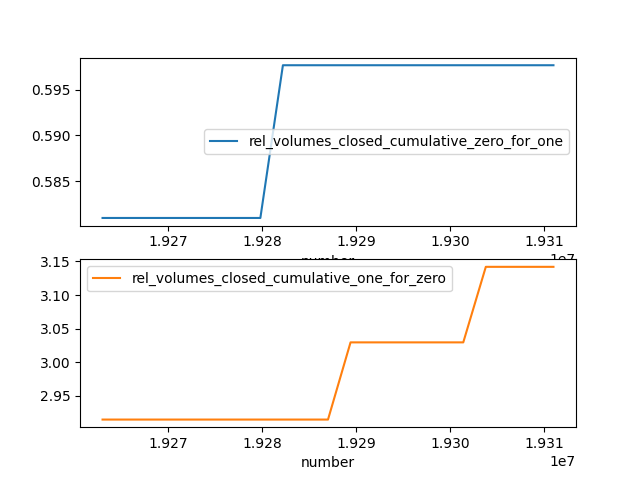 0.595
0.590
0.585
rel_volumes_closed_cumulative_zero_for_one
1.927 1.928 1.929 1.930 1.931
number
1e7
3.15
3.10
3.05
3.00
2.95
rel_volumes_closed_cumulative_one_for_zero
1.927 1.928 1.929 1.930 1.931
number
1e7